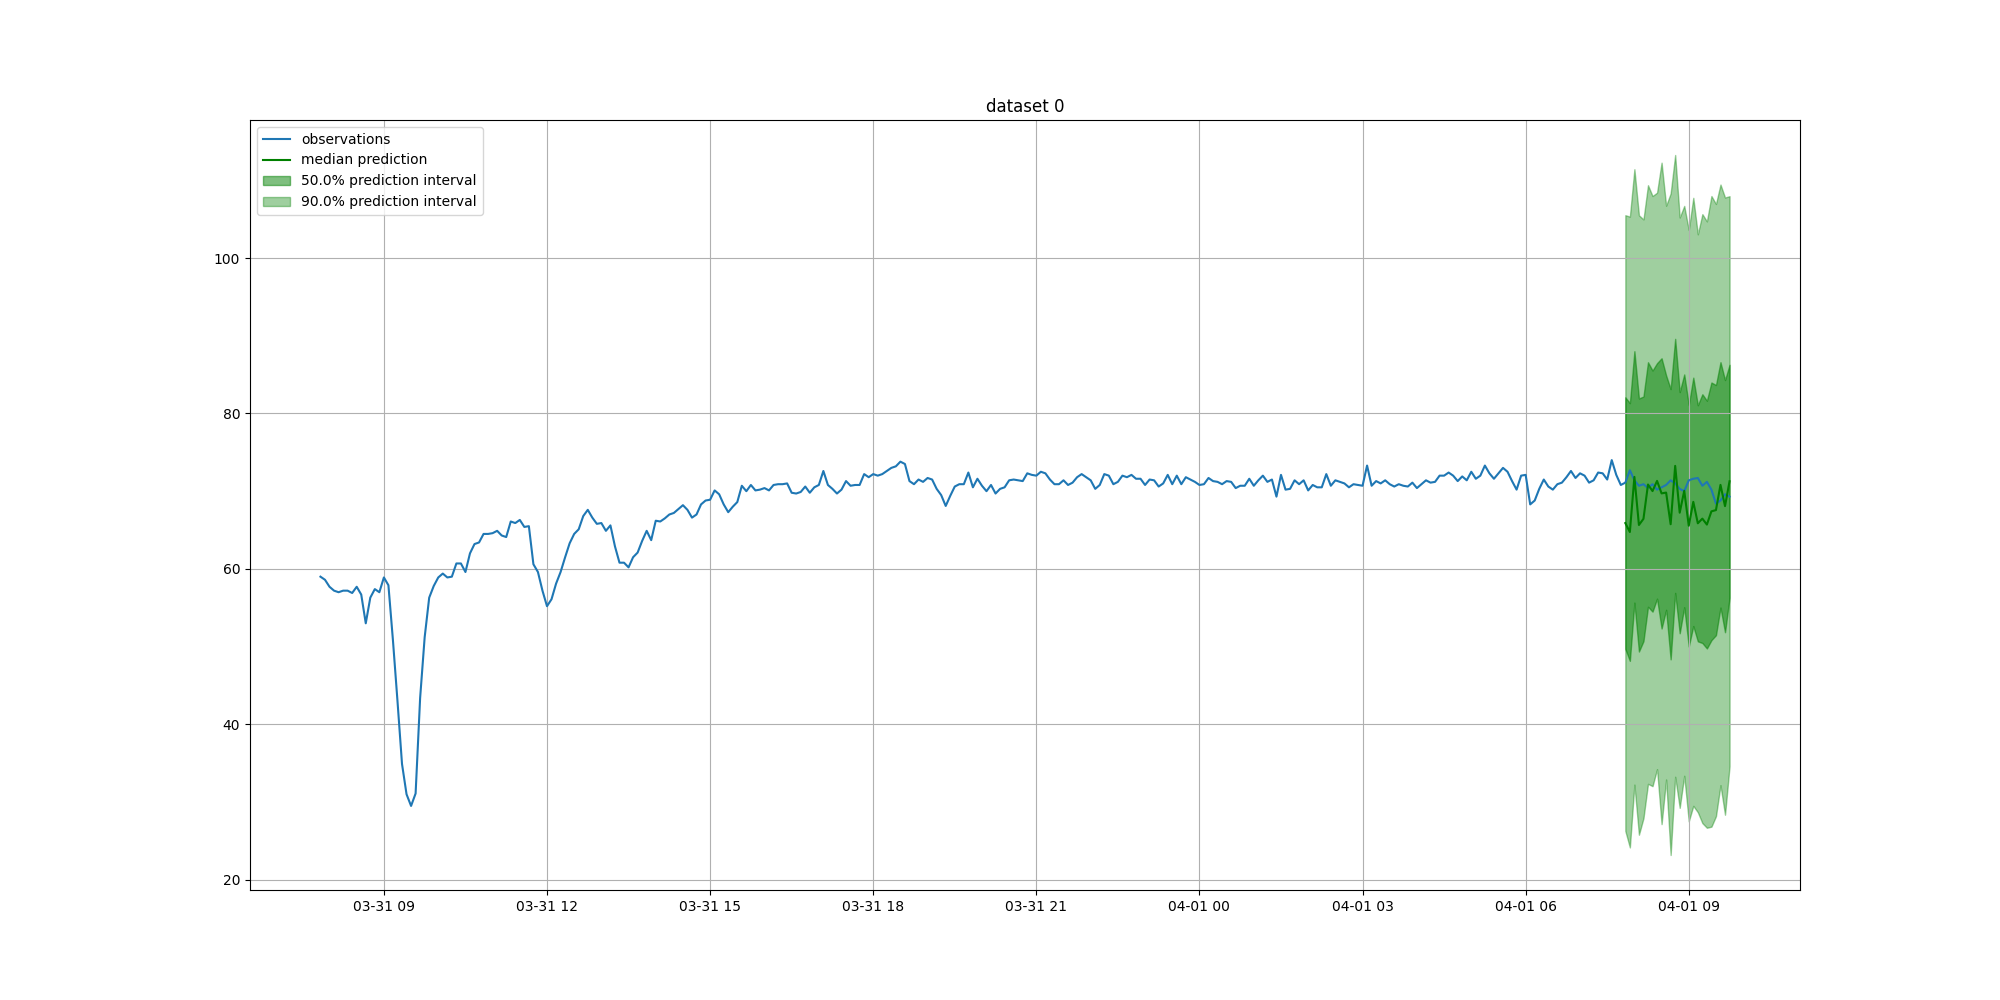 dataset 0
observations
median prediction
50.0% prediction interval
90.0% prediction interval
100
80
60
40
20
03-31 09
03-31 12
03-31 15
03-31 18
03-31 21
04-01 00
04-01 03
04-01 06
04-01 09